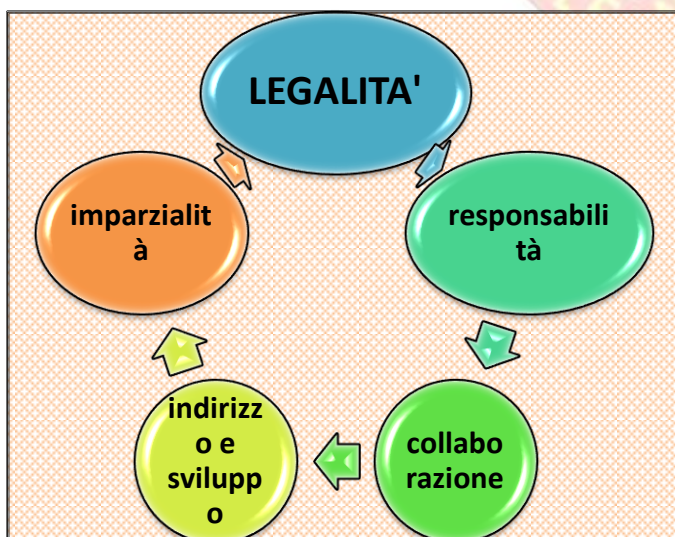 LEGALITA'
responsabili
tà
collabo
razione
indirizz
o e
svilupp
o
imparzialit
à